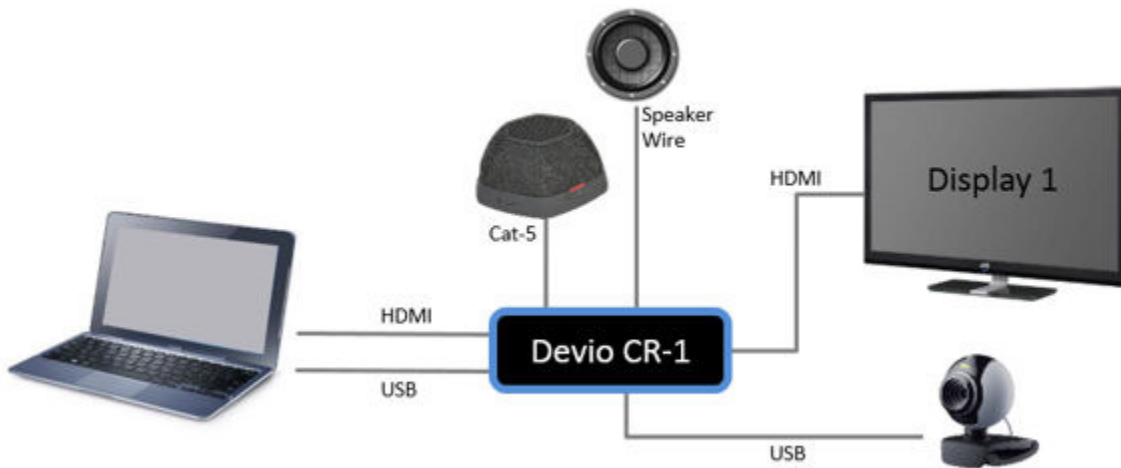 Speaker
Wire
HDMI
Display 1
Cat-5
HDMI
Devio CR-1
USB
USB